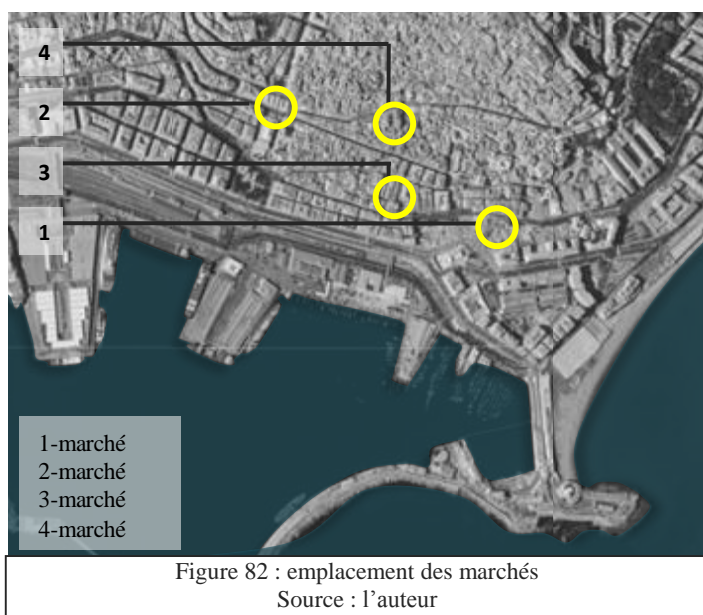 4
2
3
1
1-marché
2-marché
3-marché
4-marché
Figure 82 : emplacement des marchés
Source : l’auteur